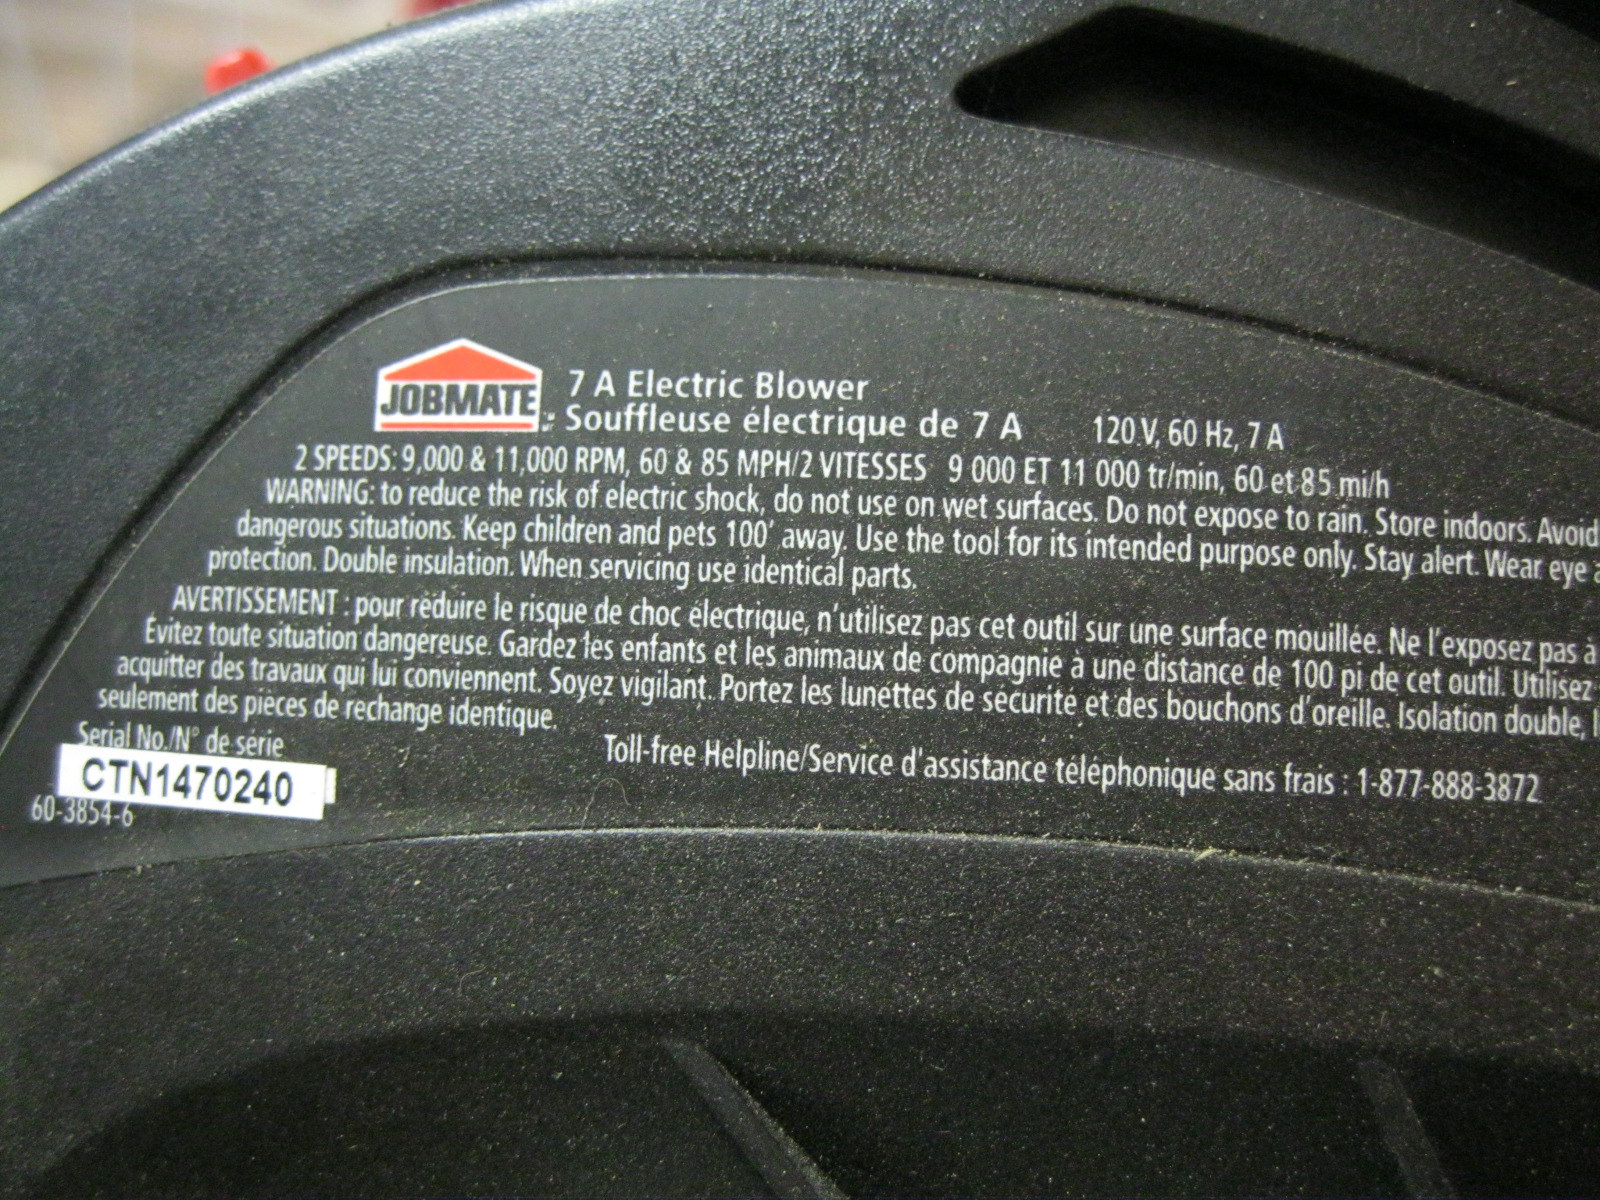 JOBMATE
7 A Electric Blower
Souffleuse électrique de 7 A
120 V, 60 Hz, 7 A
2 SPEEDS: 9,000 & 11,000 RPM, 60 & 85 MPH/2 VITESSES 9 000 ET 11 000 tr/min, 60 et 85 mi/h
WARNING: to reduce the risk of electric shock, do not use on wet surfaces. Do not expose to rain. Store indoors. Avoid
dangerous situations. Keep children and pets 100' away. Use the tool for its intended purpose only. Stay alert. Wear eye
protection. Double insulation. When servicing use identical parts.
AVERTISSEMENT : pour réduire le risque de choc électrique, n'utilisez pas cet outil sur une surface mouillée. Ne l'exposez pas à
Évitez toute situation dangereuse. Gardez les enfants et les animaux de compagnie à une distance de 100 pi de cet outil. Utilisez
acquitter des travaux qui lui conviennent. Soyez vigilant. Portez les lunettes de sécurité et des bouchons d'oreille. Isolation double,
seulement des pièces de rechange identique.
Serial No./N° de série
CTN1470240
60-3854-6
Toll-free Helpline/Service d'assistance téléphonique sans frais : 1-877-888-3872